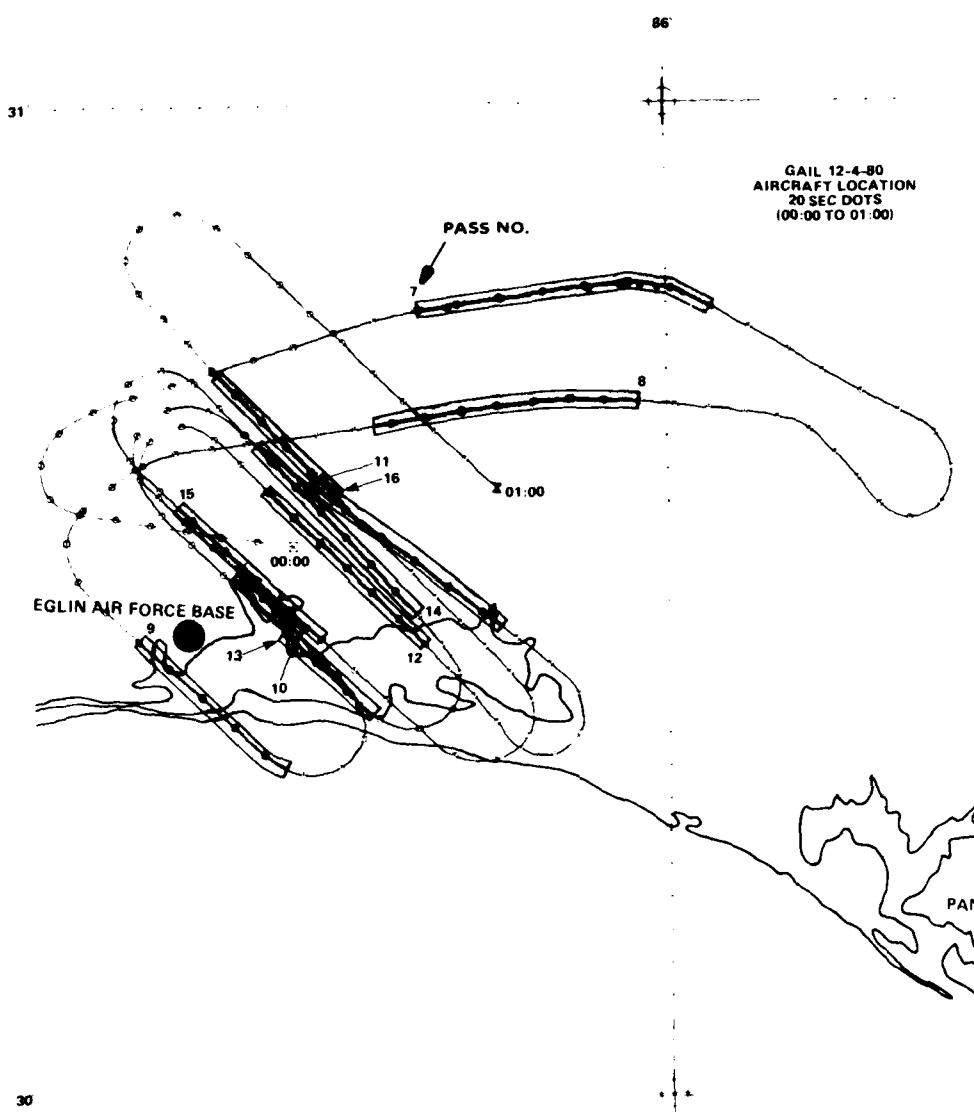 86
31
GAIL 12-4-80
AIRCRAFT LOCATION
20 SEC DOTS
(00:00 TO 01:00)
PASS NO.
7
8
11
16
01:00
15
00:00
EGLIN AIR FORCE BASE
9
14
13
12
10
PAN
30